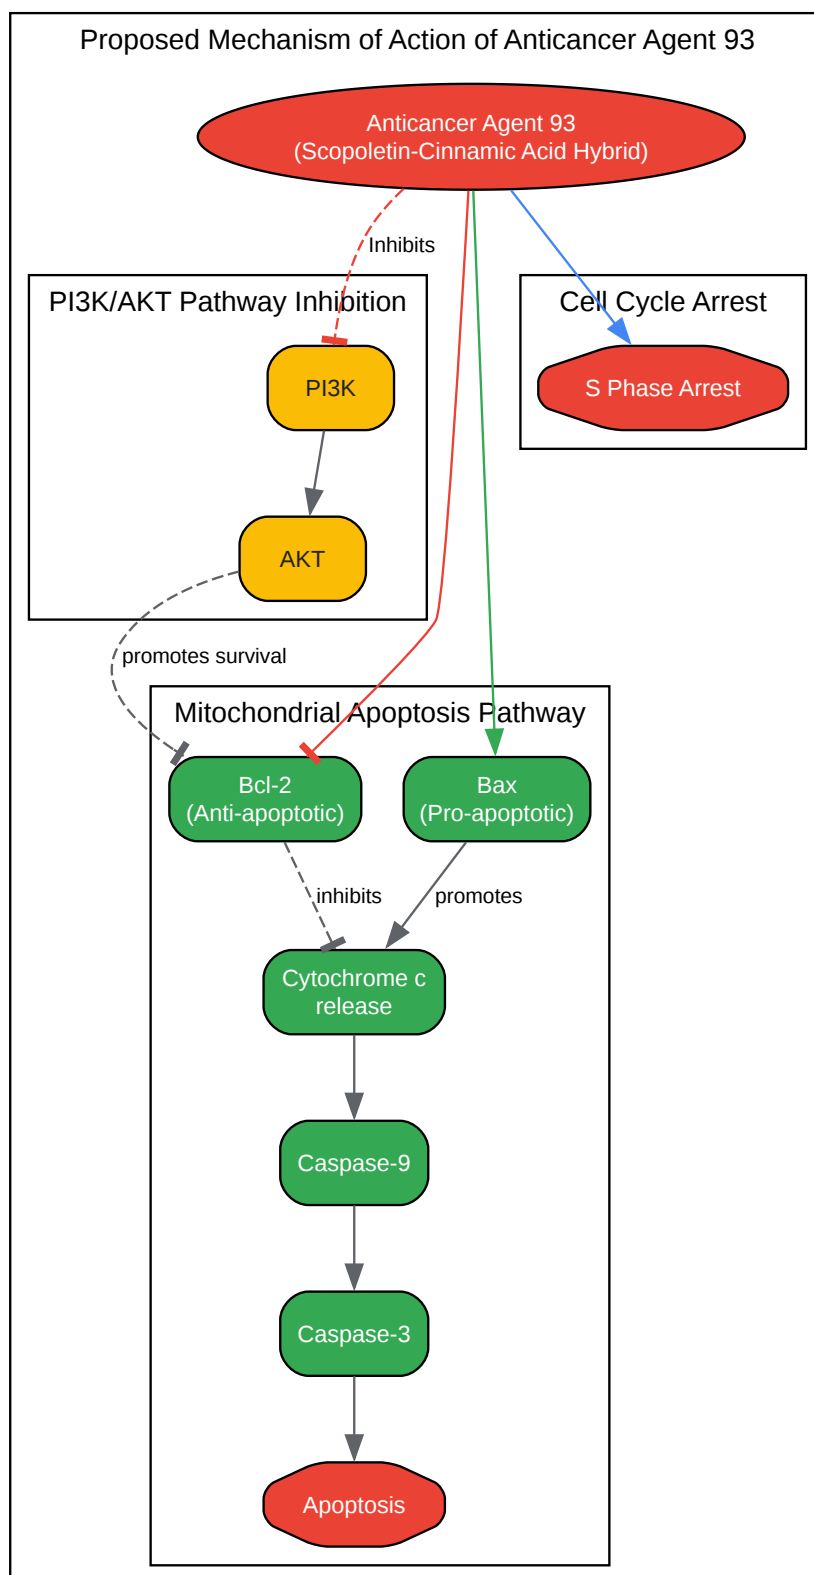 Proposed Mechanism of Action of Anticancer Agent 93
Anticancer Agent 93
(Scopoletin-Cinnamic Acid Hybrid)
Inhibits
PI3K/AKT Pathway Inhibition
Cell Cycle Arrest
PI3K
S Phase Arrest
AKT
promotes survival
Mitochondrial Apoptosis Pathway
Bcl-2
(Anti-apoptotic)
Bax
(Pro-apoptotic)
inhibits
promotes
Cytochrome c
release
Caspase-9
Caspase-3
Apoptosis